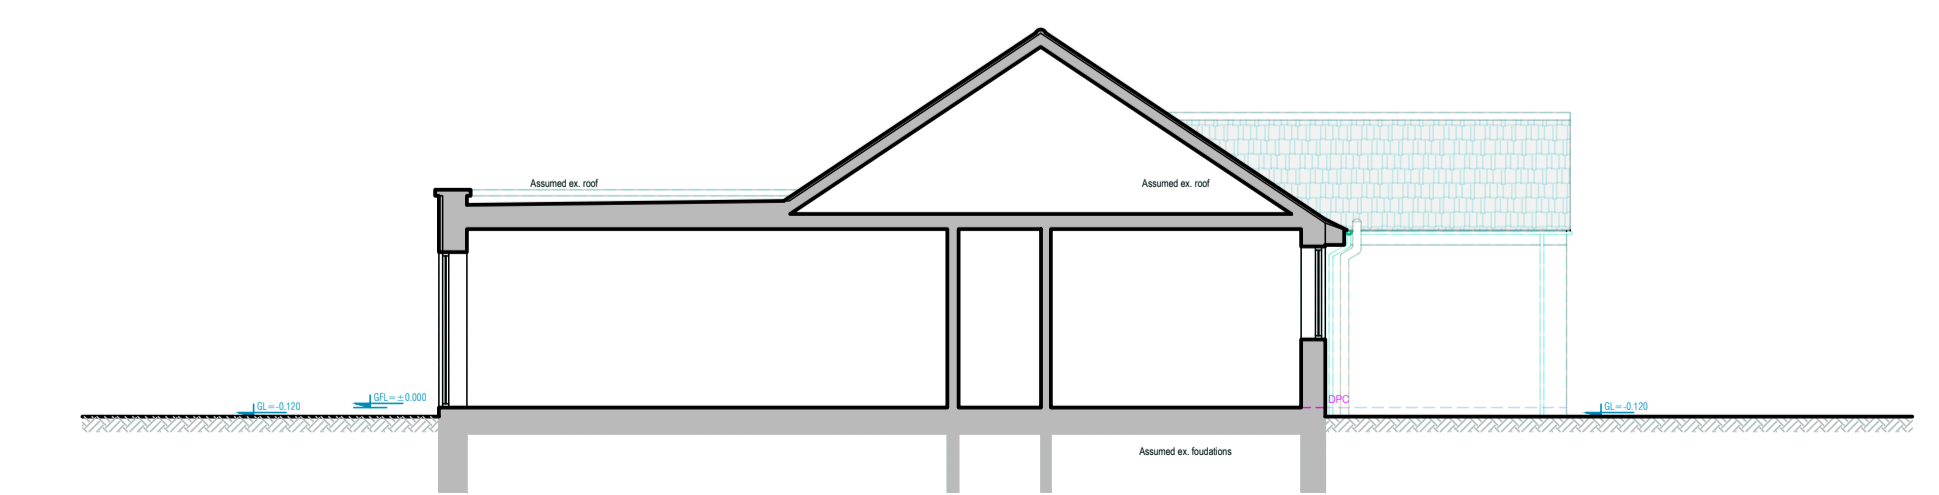 Assumed ex. roof
Assumed ex. roof
GL=-0.120
GFL=±0.000
DPC
GL=-0.120
Assumed ex. foudations